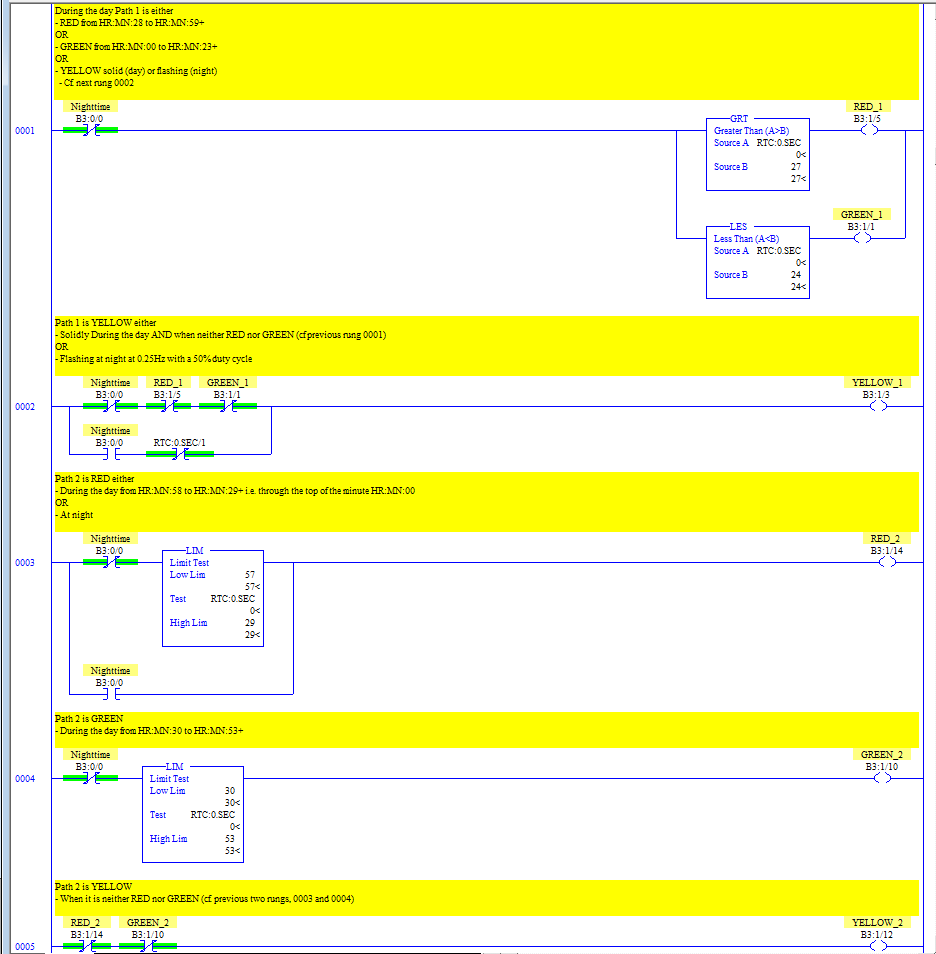 During the day Path 1 is either
- RED from HR:MN:28 to HR:MN:59+
OR
- GREEN from HR:MN:00 to HR:MN:23+
OR
- YELLOW solid (day) or flashing (night)
- Cf. next rung 0002
Nighttime
B3:0/0
RED_1
B3:1/5
0001
GRT
Greater Than (A>B)
Source A RTC:0.SEC
0<
Source B 27
27<
GREEN_1
B3:1/1
LES
Less Than (A<B)
Source A RTC:0.SEC
0<
Source B 24
24<
Path 1 is YELLOW either
- Solidly During the day AND when neither RED nor GREEN (cf previous rung 0001)
OR
- Flashing at night at 0.25Hz with a 50% duty cycle
Nighttime RED_1 GREEN_1 YELLOW_1
B3:0/0 B3:1/5 B3:1/1 B3:1/3
0002
Nighttime
B3:0/0 RTC:0.SEC/1
Path 2 is RED either
- During the day from HR:MN:58 to HR:MN:29+ i.e. through the top of the minute HR:MN:00
OR
- At night
Nighttime RED_2
B3:0/0 B3:1/14
0003
LIM
Limit Test
Low Lim 57
57<
Test RTC:0.SEC
0<
High Lim 29
29<
Nighttime
B3:0/0
Path 2 is GREEN
- During the day from HR:MN:30 to HR:MN:53+
Nighttime GREEN_2
B3:0/0 B3:1/10
0004
LIM
Limit Test
Low Lim 30
30<
Test RTC:0.SEC
0<
High Lim 53
53<
Path 2 is YELLOW
- When it is neither RED nor GREEN (cf. previous two rungs, 0003 and 0004)
RED_2 GREEN_2 YELLOW_2
B3:1/14 B3:1/10 B3:1/12
0005